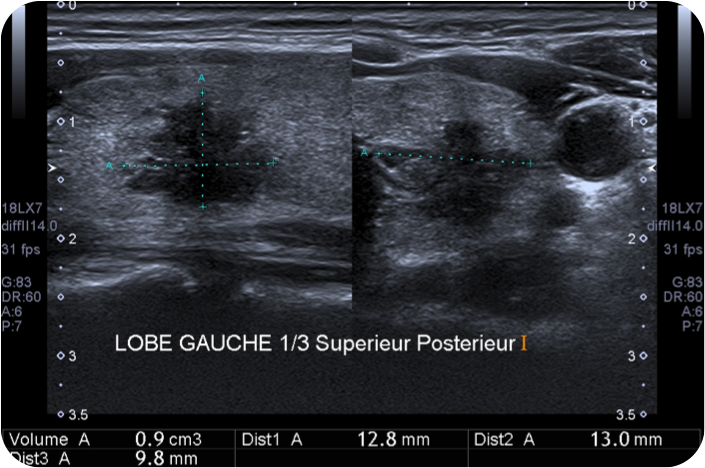 0
0
A
1
1
A
A
18LX7
18LX7
diffII14.0
diffII14.0
31 fps
31 fps
2
2
G:83
G:83
DR:60
DR:60
A:6
A:6
P:7
P:7
LOBE GAUCHE 1/3 Superieur Posterieur
3
3
3.5
3.5
Volume A 0.9 cm3 Dist1 A 12.8 mm Dist2 A 13.0 mm
Dist3 A 9.8 mm